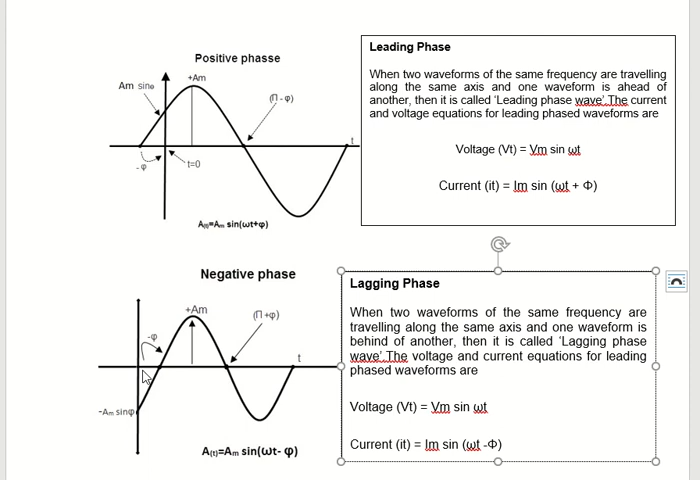 Positive phasse
+Am
Am sinө
(Π - φ)
t
-φ
t=0
A(t)=Am sin(ωt+φ)
Leading Phase
When two waveforms of the same frequency are travelling
along the same axis and one waveform is ahead of
another, then it is called ‘Leading phase wave’.The current
and voltage equations for leading phased waveforms are
Voltage (Vt) = Vm sin ωt
Current (it) = Im sin (ωt + Φ)
Negative phase
+Am
(Π +φ)
-φ
t
-Am sinφ
A(t)=Am sin(ωt- φ)
Lagging Phase
When two waveforms of the same frequency are
travelling along the same axis and one waveform is
behind of another, then it is called ‘Lagging phase
wave’.The voltage and current equations for leading
phased waveforms are
Voltage (Vt) = Vm sin ωt
Current (it) = Im sin (ωt -Φ)